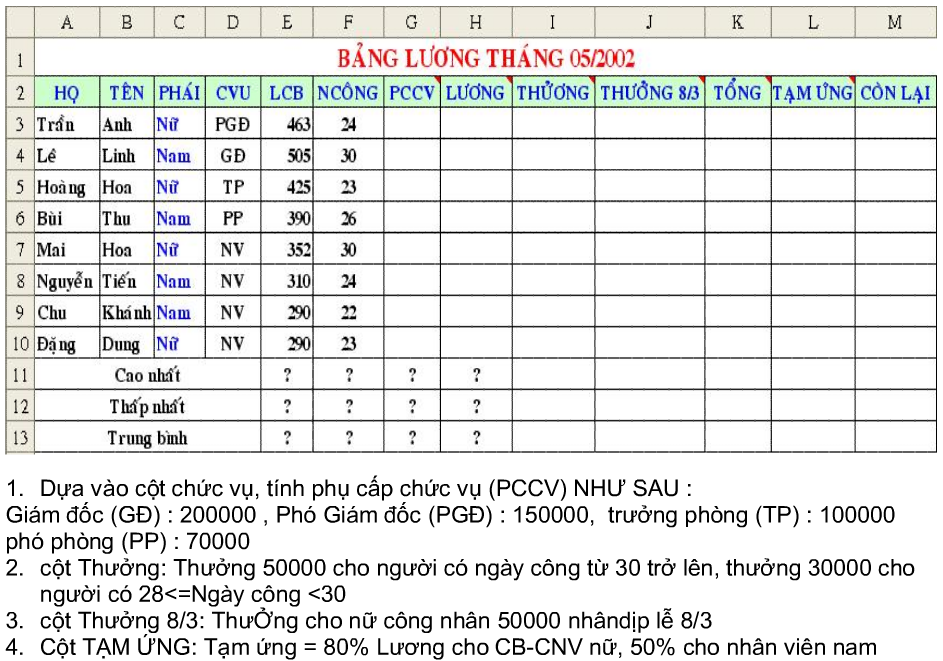 A B C D E F G H I J K L M
1 BẢNG LƯƠNG THÁNG 05/2002
2 HỌ TÊN PHÁI CVU LCB NCÔNG PCCV LƯƠNG THƯỞNG THƯỞNG 8/3 TỔNG TẠM ỨNG CÒN LẠI
3 Trần Anh Nữ PGĐ 463 24
4 Lê Linh Nam GĐ 505 30
5 Hoàng Hoa Nữ TP 425 23
6 Bùi Thu Nam PP 390 26
7 Mai Hoa Nữ NV 352 30
8 Nguyễn Tiến Nam NV 310 24
9 Chu Khánh Nam NV 290 22
10 Đặng Dung Nữ NV 290 23
11 Cao nhất ? ? ? ?
12 Thấp nhất ? ? ? ?
13 Trung bình ? ? ? ?
1. Dựa vào cột chức vụ, tính phụ cấp chức vụ (PCCV) NHƯ SAU :
Giám đốc (GĐ) : 200000 , Phó Giám đốc (PGĐ) : 150000, trưởng phòng (TP) : 100000
phó phòng (PP) : 70000
2. cột Thưởng: Thưởng 50000 cho người có ngày công từ 30 trở lên, thưởng 30000 cho
người có 28<=Ngày công <30
3. cột Thưởng 8/3: ThưỞng cho nữ công nhân 50000 nhândịp lễ 8/3
4. Cột TẠM ỨNG: Tạm ứng = 80% Lương cho CB-CNV nữ, 50% cho nhân viên nam